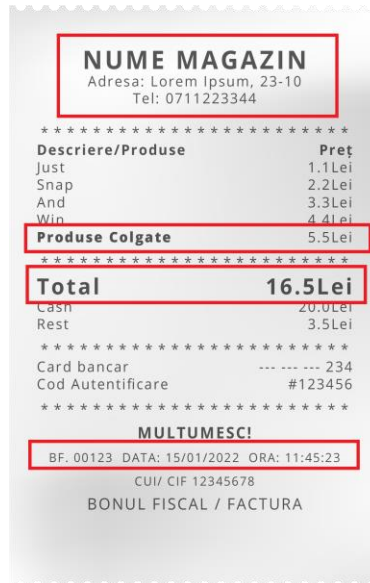 NUME MAGAZIN
Adresa: Lorem Ipsum, 23-10
Tel: 0711223344
* * * * * * * * * * * * * * * * * * * * * * * *
Descriere/Produse Preț
Just 1.1Lei
Snap 2.2Lei
And 3.3Lei
Win 4.4Lei
Produse Colgate 5.5Lei
* * * * * * * * * * * * * * * * * * * * * * * *
Total 16.5Lei
Cash 20.0Lei
Rest 3.5Lei
* * * * * * * * * * * * * * * * * * * * * * * *
Card bancar --- --- --- 234
Cod Autentificare #123456
* * * * * * * * * * * * * * * * * * * * * * * *
MULTUMESC!
BF. 00123 DATA: 15/01/2022 ORA: 11:45:23
CUI/ CIF 12345678
BONUL FISCAL / FACTURA